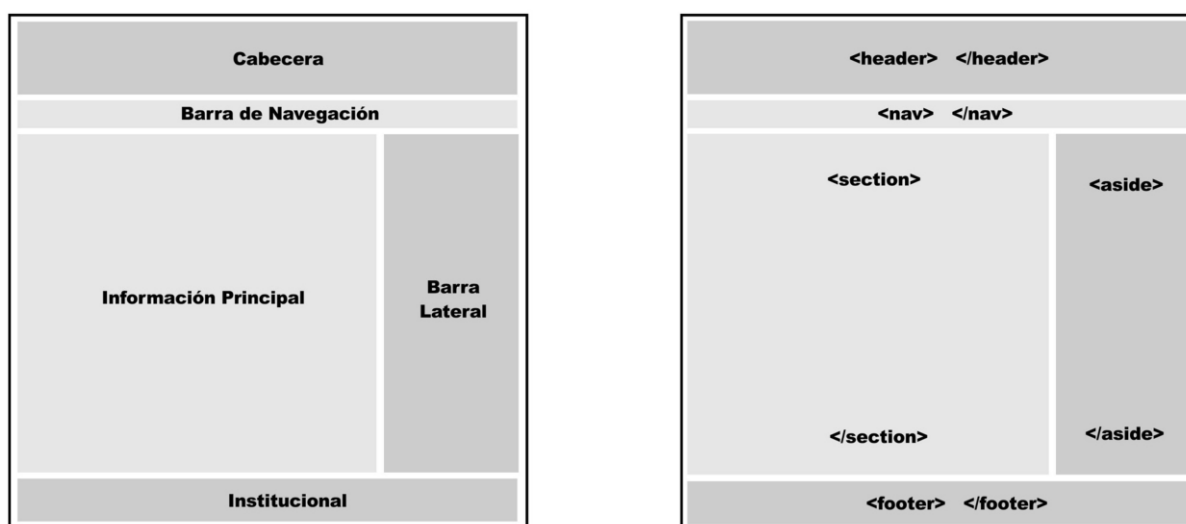 Cabecera
Barra de Navegación
Información Principal
Barra
Lateral
Institucional
<header> </header>
<nav> </nav>
<section>
<aside>
</section>
</aside>
<footer> </footer>